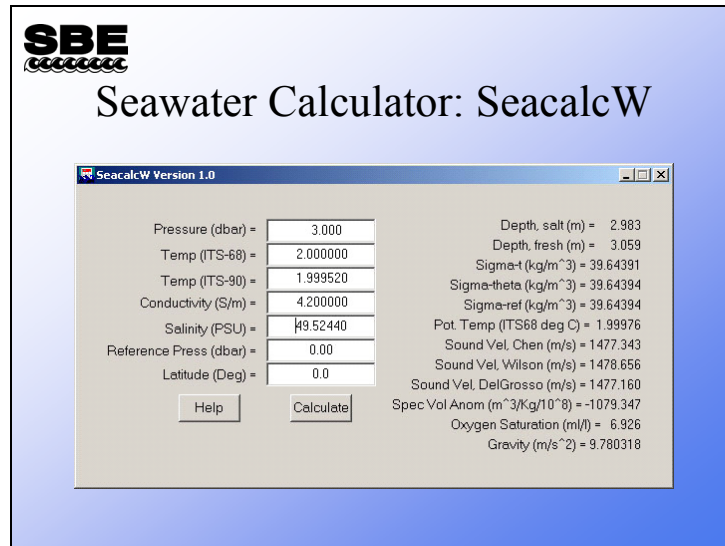 SBE
Seawater Calculator: SeacalcW
SeacalcW Version 1.0
Pressure (dbar) = 3.000
Temp (ITS-68) = 2.000000
Temp (ITS-90) = 1.999520
Conductivity (S/m) = 4.200000
Salinity (PSU) = 49.52440
Reference Press (dbar) = 0.00
Latitude (Deg) = 0.0
Help Calculate
Depth, salt (m) = 2.983
Depth, fresh (m) = 3.059
Sigma-t (kg/m^3) = 39.64391
Sigma-theta (kg/m^3) = 39.64394
Sigma-ref (kg/m^3) = 39.64394
Pot. Temp (ITS68 deg C) = 1.99976
Sound Vel, Chen (m/s) = 1477.343
Sound Vel, Wilson (m/s) = 1478.656
Sound Vel, DelGrosso (m/s) = 1477.160
Spec Vol Anom (m^3/Kg/10^8) = -1079.347
Oxygen Saturation (ml/l) = 6.926
Gravity (m/s^2) = 9.780318